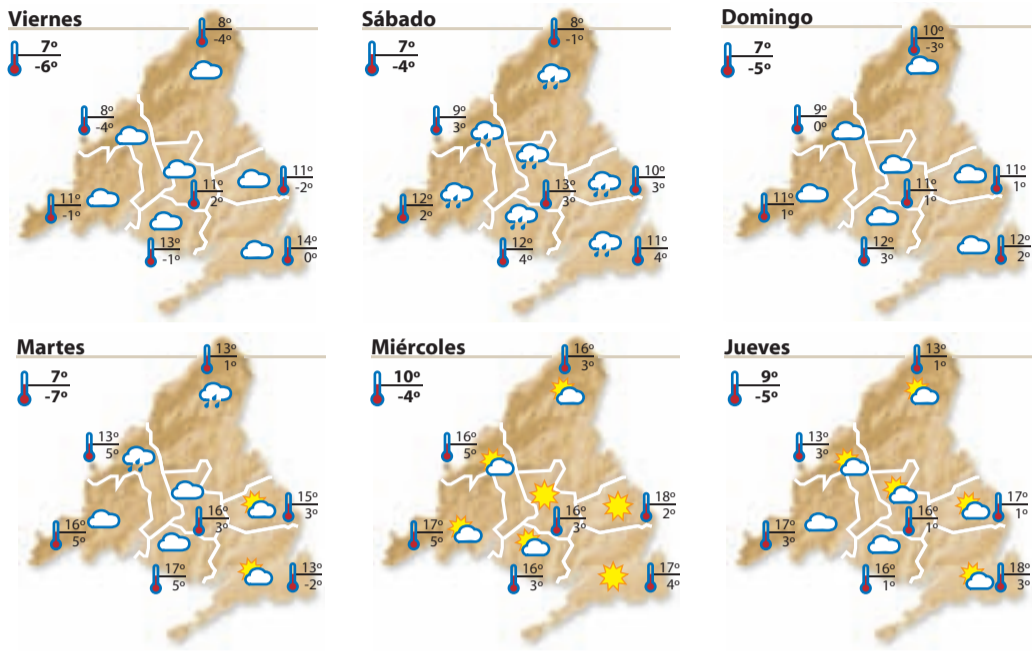 Viernes
7º
-6º
8º
-4º
8º
-4º
11º
-2º
11º
-1º
11º
2º
13º
-1º
14º
0º
Sábado
7º
-4º
8º
-1º
9º
3º
10º
3º
12º
2º
13º
3º
12º
4º
11º
4º
Domingo
7º
-5º
10º
-3º
9º
0º
11º
1º
11º
1º
11º
1º
12º
3º
12º
2º
Martes
7º
-7º
13º
1º
13º
5º
15º
3º
16º
5º
16º
3º
17º
5º
13º
-2º
Miércoles
10º
-4º
16º
3º
16º
5º
18º
2º
17º
5º
16º
3º
16º
3º
17º
4º
Jueves
9º
-5º
13º
1º
13º
3º
17º
1º
17º
3º
16º
1º
16º
1º
18º
3º